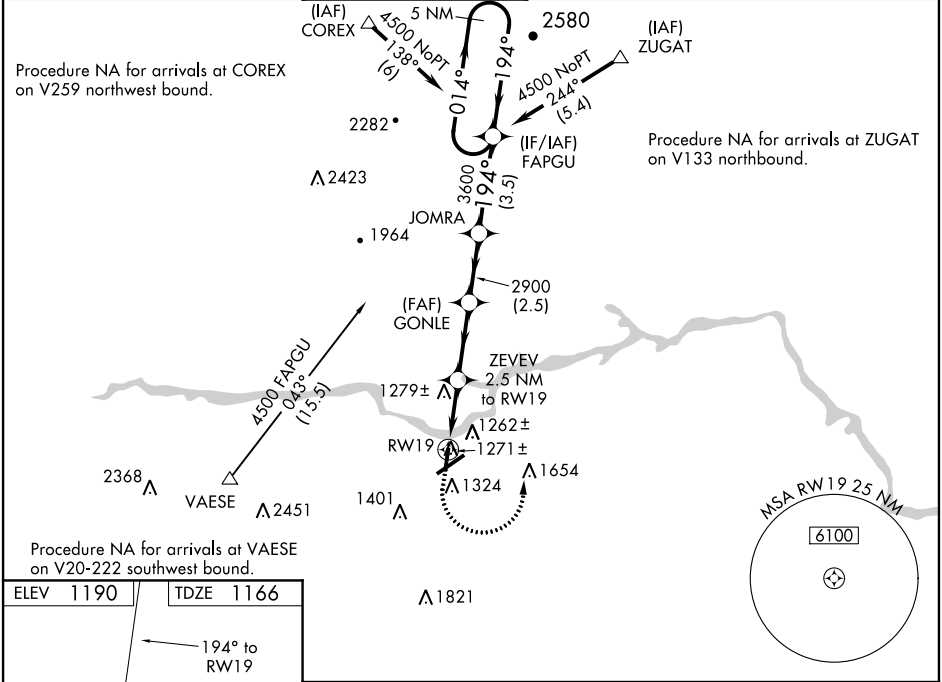 (IAF)
COREX
4500 NoPT
138°
(6)
5 NM
014°
194°
2580
(IAF)
ZUGAT
4500 NoPT
244°
(5.4)
Procedure NA for arrivals at COREX
on V259 northwest bound.
2282
(IF/IAF)
FAPGU
Procedure NA for arrivals at ZUGAT
on V133 northbound.
2423
3600
194°
(3.5)
JOMRA
1964
2900
(2.5)
(FAF)
GONLE
4500 FAPGU
043°
(15.5)
ZEVEV
2.5 NM
to RW19
1279±
1262±
RW19
1271±
1654
2368
VAESE
2451
1401
1324
MSA RW 19 25 NM
6100
Procedure NA for arrivals at VAESE
on V20-222 southwest bound.
ELEV 1190
TDZE 1166
1821
194° to
RW19